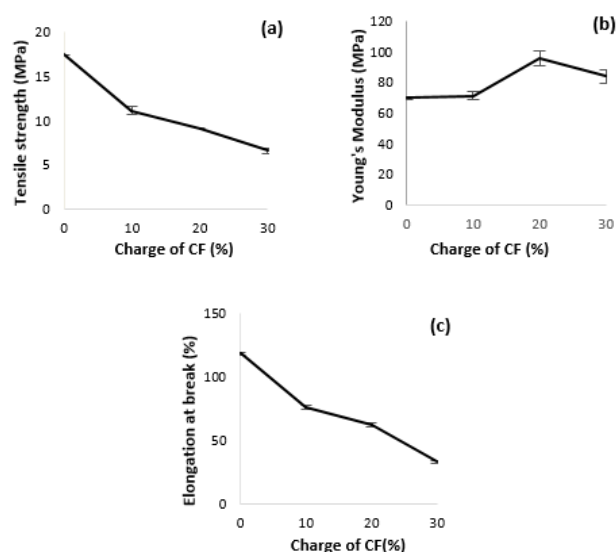 (a)
Tensile strength (MPa)
20
15
10
5
0
0 10 20 30
Charge of CF (%)
(b)
Young's Modulus (MPa)
120
100
80
60
40
20
0
0 10 20 30
Charge of CF (%)
(c)
Elongation at break (%)
150
100
50
0
0 10 20 30
Charge of CF(%)